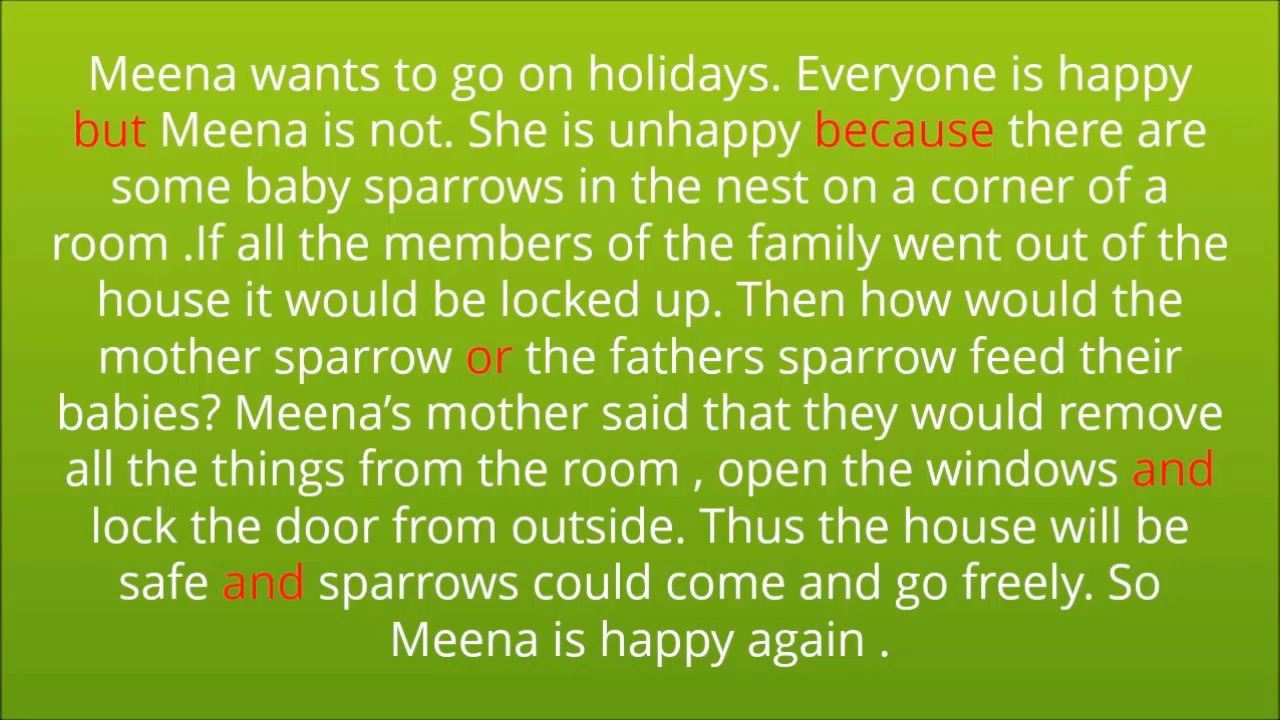 Meena wants to go on holidays. Everyone is happy
but Meena is not. She is unhappy because there are
some baby sparrows in the nest on a corner of a
room .If all the members of the family went out of the
house it would be locked up. Then how would the
mother sparrow or the fathers sparrow feed their
babies? Meena’s mother said that they would remove
all the things from the room , open the windows and
lock the door from outside. Thus the house will be
safe and sparrows could come and go freely. So
Meena is happy again .